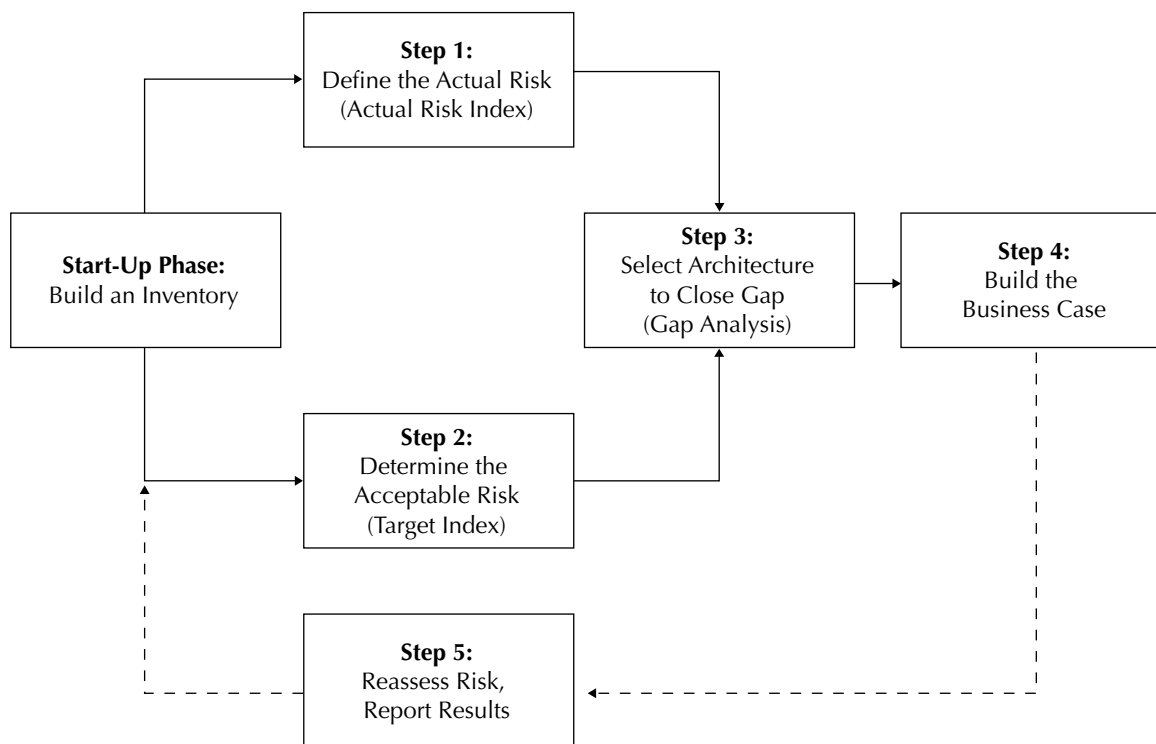 Step 1:
Define the Actual Risk
(Actual Risk Index)
Start-Up Phase:
Build an Inventory
Step 3:
Select Architecture
to Close Gap
(Gap Analysis)
Step 4:
Build the
Business Case
Step 2:
Determine the
Acceptable Risk
(Target Index)
Step 5:
Reassess Risk,
Report Results